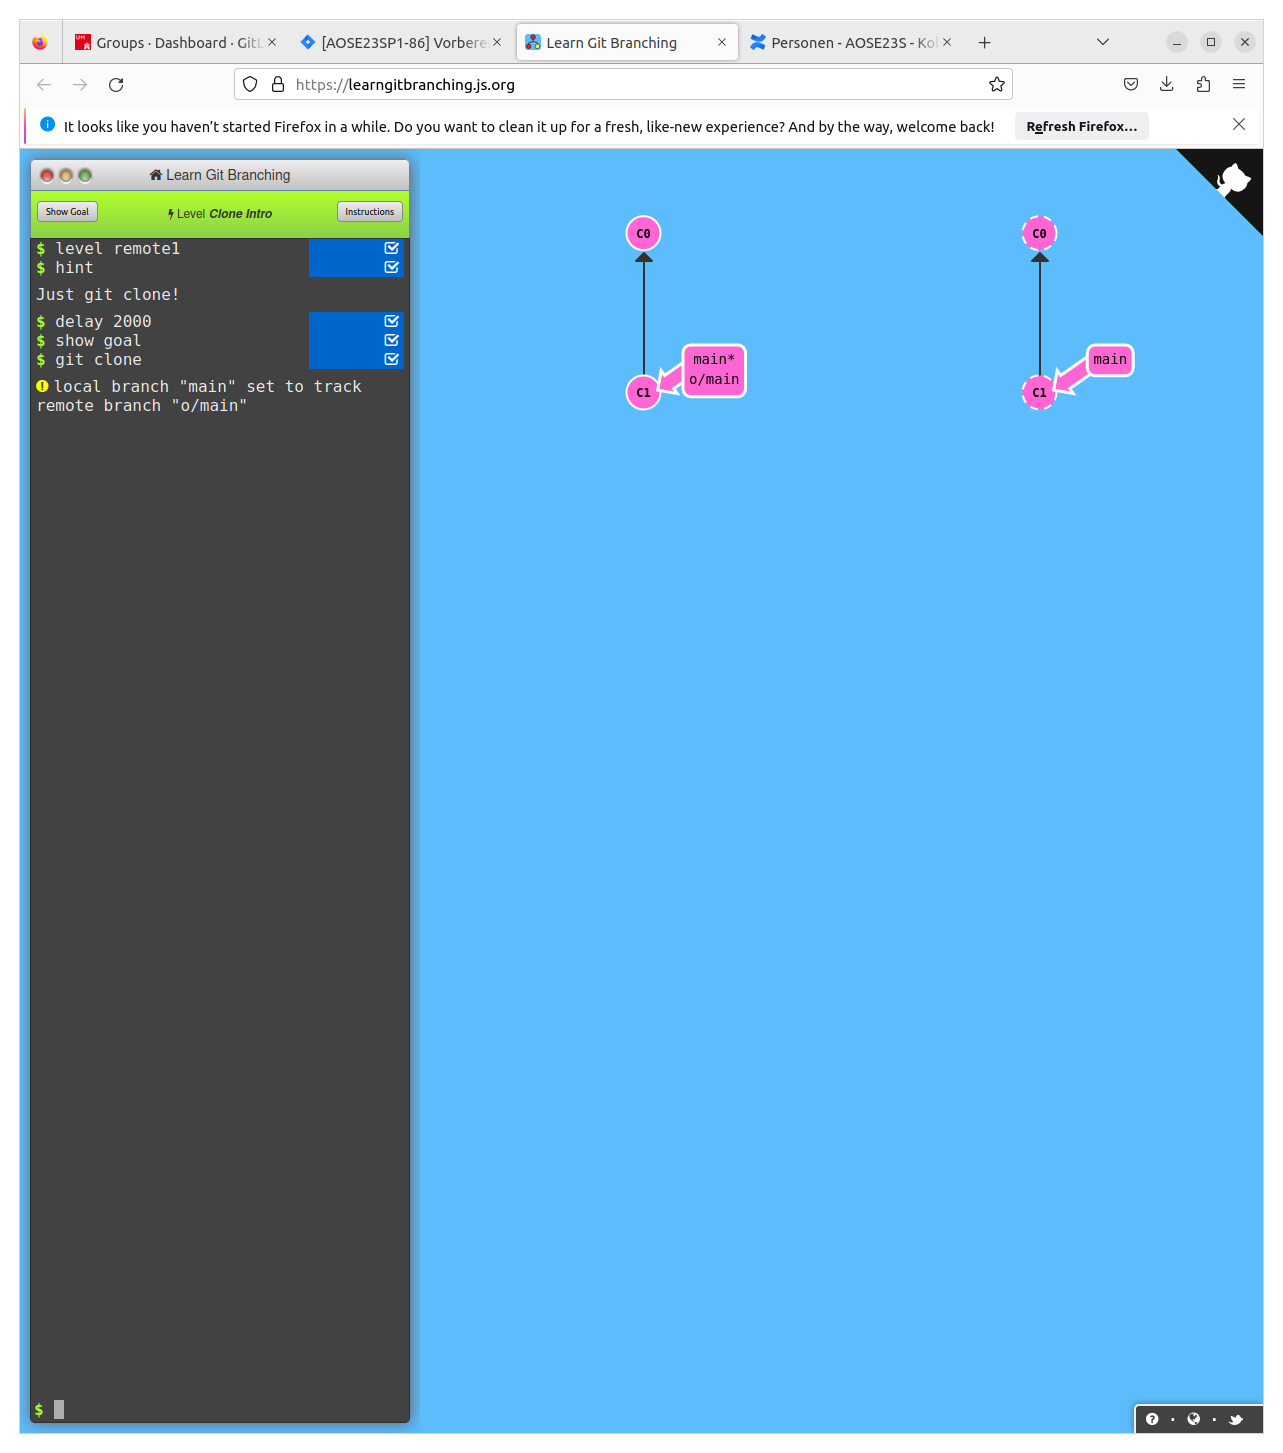 Groups · Dashboard · GitL
[AOSE23SP1-86] Vorbere
Learn Git Branching
Personen - AOSE23S - Kol
https://learngitbranching.js.org
It looks like you haven't started Firefox in a while. Do you want to clean it up for a fresh, like-new experience? And by the way, welcome back!
Refresh Firefox...
Learn Git Branching
Show Goal
Level Clone Intro
Instructions
$ level remote1
$ hint
Just git clone!
$ delay 2000
$ show goal
$ git clone
local branch "main" set to track
remote branch "o/main"
$
C0
main*
o/main
C1
C0
main
C1